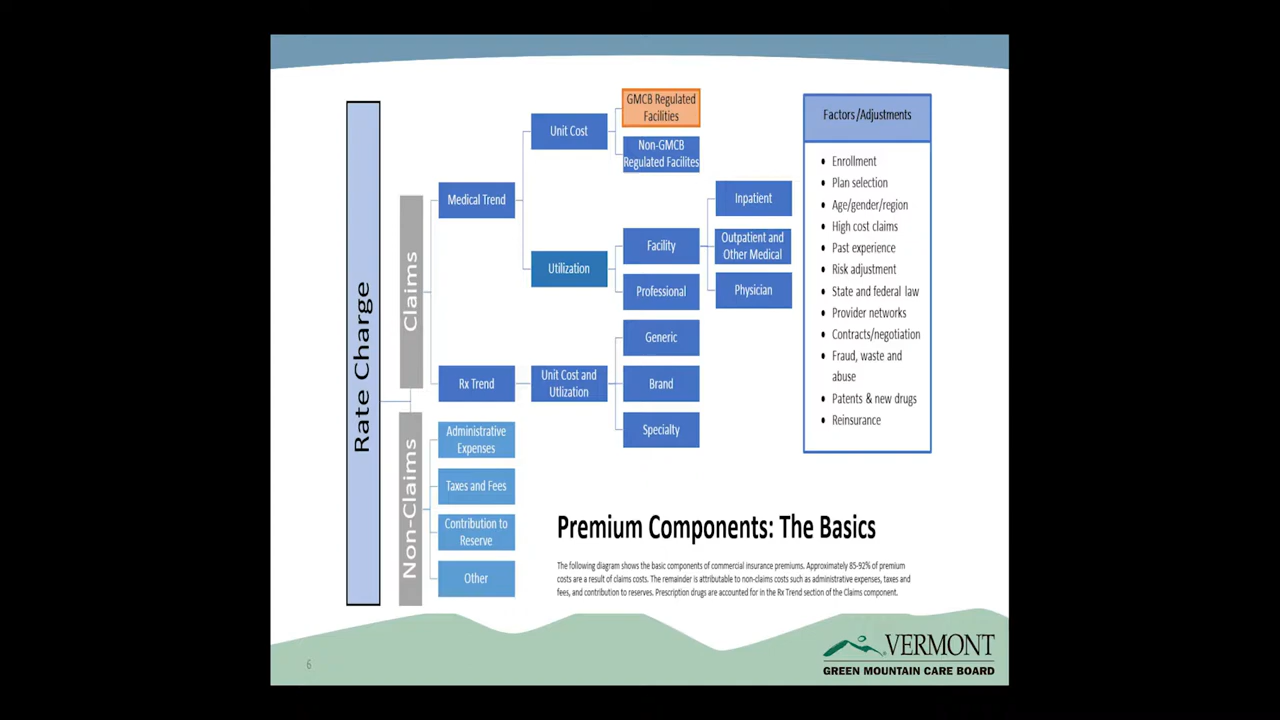 Rate Charge
Claims
Non-Claims
Medical Trend
Rx Trend
Administrative
Expenses
Taxes and Fees
Contribution to
Reserve
Other
Unit Cost
Utilization
Unit Cost and
Utlization
GMCB Regulated
Facilities
Non-GMCB
Regulated Facilites
Facility
Professional
Generic
Brand
Specialty
Inpatient
Outpatient and
Other Medical
Physician
Factors/Adjustments
• Enrollment
• Plan selection
• Age/gender/region
• High cost claims
• Past experience
• Risk adjustment
• State and federal law
• Provider networks
• Contracts/negotiation
• Fraud, waste and
abuse
• Patents & new drugs
• Reinsurance
Premium Components: The Basics
The following diagram shows the basic components of commercial insurance premiums. Approximately 85-92% of premium
costs are a result of claims costs. The remainder is attributable to non-claims costs such as administrative expenses, taxes and
fees, and contribution to reserves. Prescription drugs are accounted for in the Rx Trend section of the Claims component.
6
VERMONT
GREEN MOUNTAIN CARE BOARD